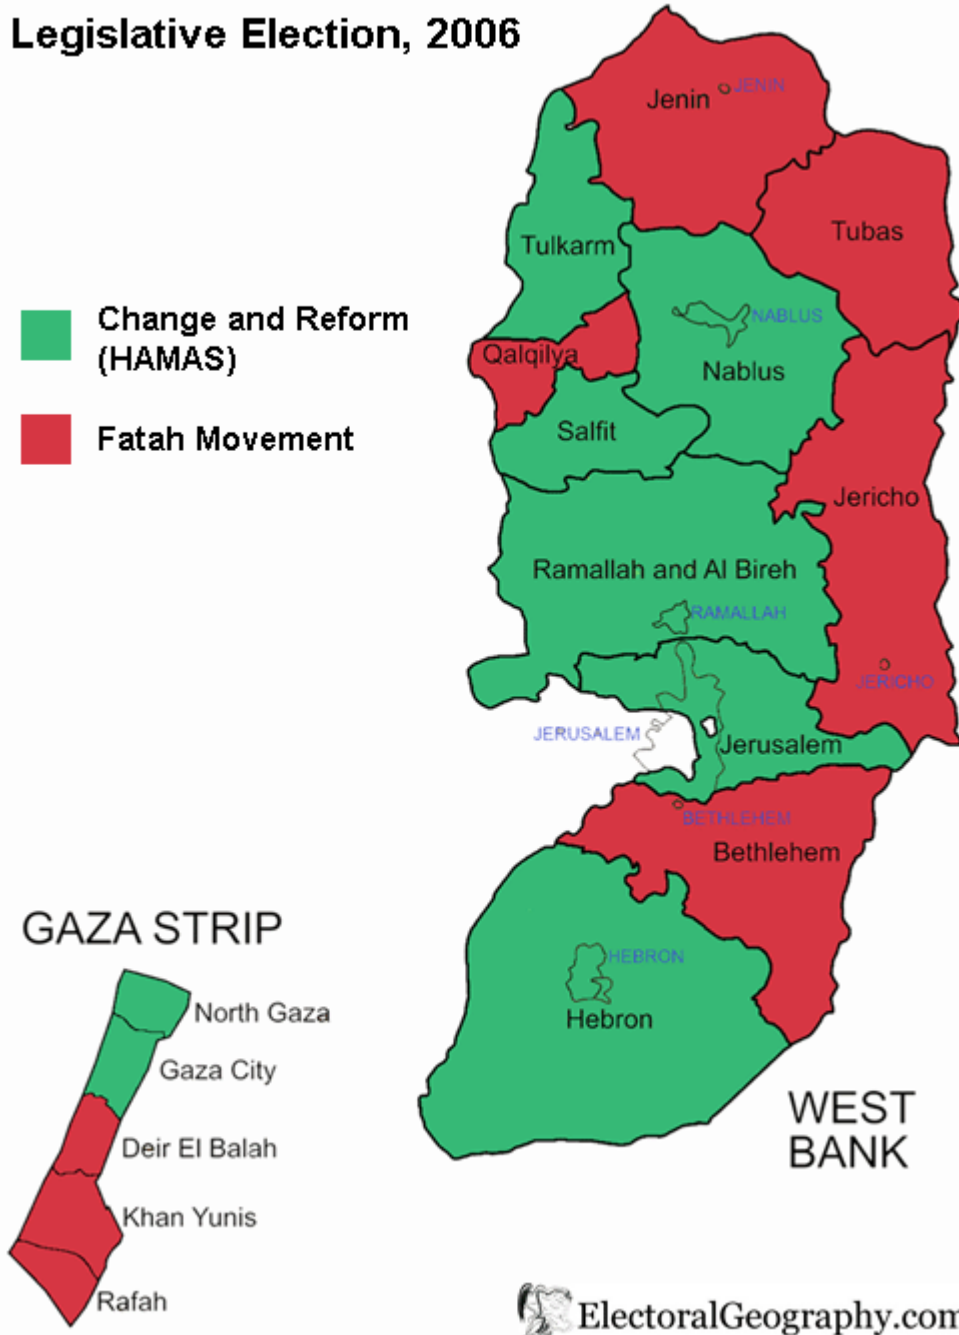 Legislative Election, 2006
Jenin
JENIN
Tubas
Tulkarm
Change and Reform
(HAMAS)
NABLUS
Qalqilya
Nablus
Fatah Movement
Salfit
Jericho
Ramallah and Al Bireh
RAMALLAH
JERICHO
JERUSALEM
Jerusalem
BETHLEHEM
Bethlehem
GAZA STRIP
HEBRON
Hebron
North Gaza
Gaza City
WEST
BANK
Deir El Balah
Khan Yunis
Rafah
ElectoralGeography.com